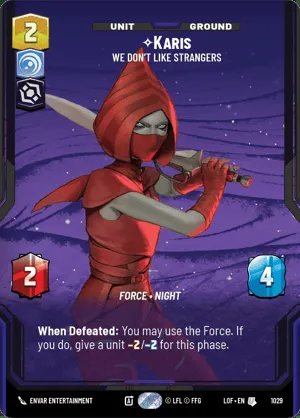 2
UNIT
GROUND
✧KARIS
WE DON'T LIKE STRANGERS
2
4
FORCE • NIGHT
When Defeated: You may use the Force. If
you do, give a unit -2/-2 for this phase.
ENVAR ENTERTAINMENT
© LFL © FFG
LOF • EN
1029